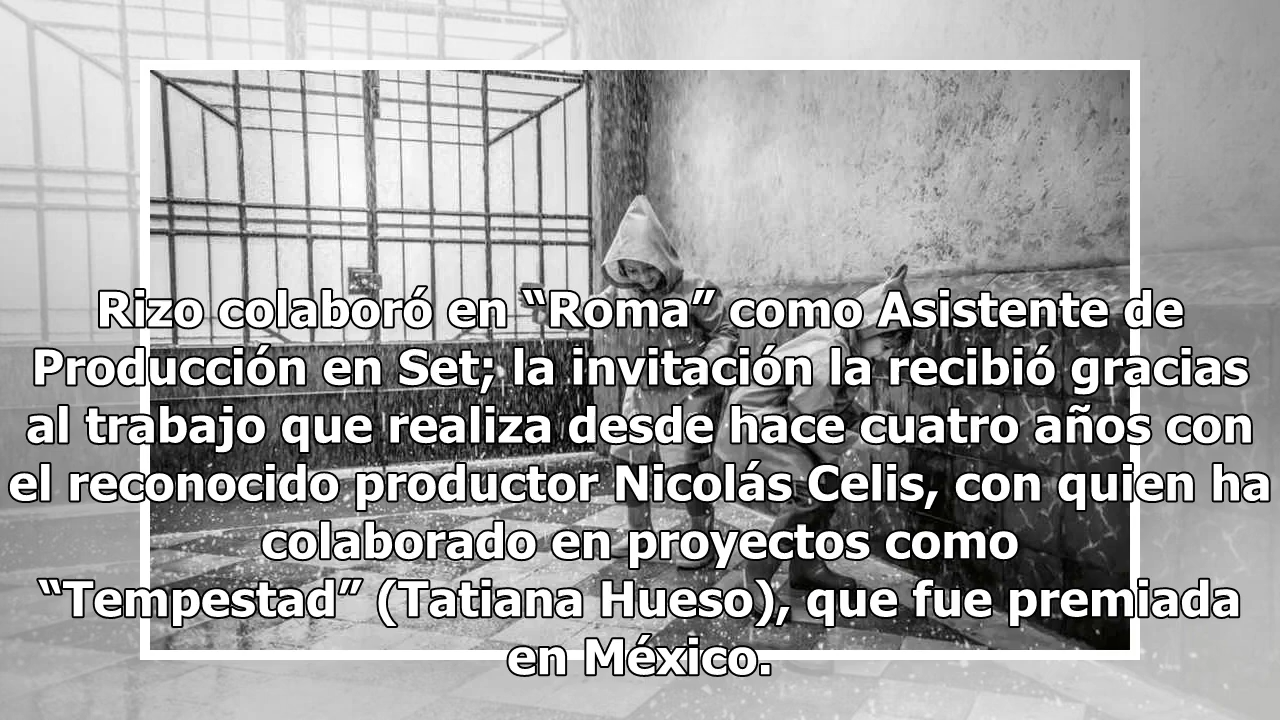 Rizo colaboró en “Roma” como Asistente de
Producción en Set; la invitación la recibió gracias
al trabajo que realiza desde hace cuatro años con
el reconocido productor Nicolás Celis, con quien ha
colaborado en proyectos como
“Tempestad” (Tatiana Hueso), que fue premiada
en México.